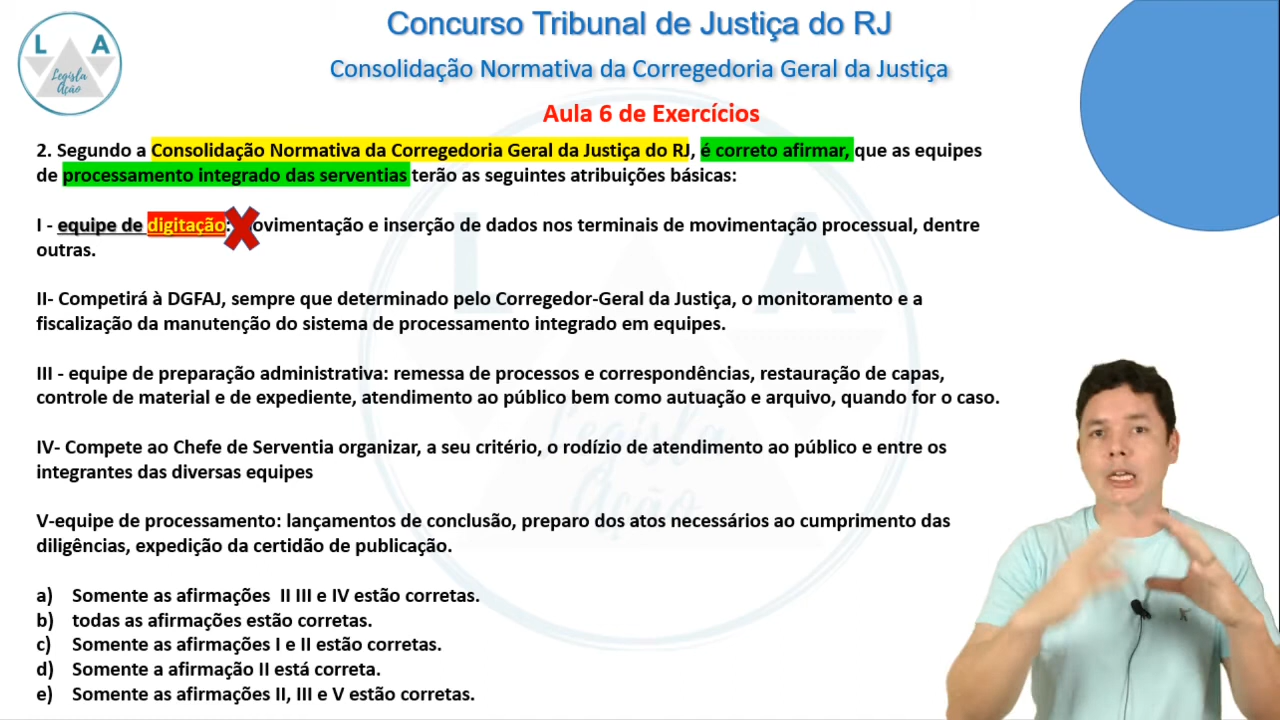 L A
Legisla
Ação
Concurso Tribunal de Justiça do RJ
Consolidação Normativa da Corregedoria Geral da Justiça
Aula 6 de Exercícios
2. Segundo a Consolidação Normativa da Corregedoria Geral da Justiça do RJ, é correto afirmar, que as equipes
de processamento integrado das serventias terão as seguintes atribuições básicas:
I - equipe de digitação: ovimentação e inserção de dados nos terminais de movimentação processual, dentre
outras.
II- Competirá à DGFAJ, sempre que determinado pelo Corregedor-Geral da Justiça, o monitoramento e a
fiscalização da manutenção do sistema de processamento integrado em equipes.
III - equipe de preparação administrativa: remessa de processos e correspondências, restauração de capas,
controle de material e de expediente, atendimento ao público bem como autuação e arquivo, quando for o caso.
IV- Compete ao Chefe de Serventia organizar, a seu critério, o rodízio de atendimento ao público e entre os
integrantes das diversas equipes
V-equipe de processamento: lançamentos de conclusão, preparo dos atos necessários ao cumprimento das
diligências, expedição da certidão de publicação.
a) Somente as afirmações II III e IV estão corretas.
b) todas as afirmações estão corretas.
c) Somente as afirmações I e II estão corretas.
d) Somente a afirmação II está correta.
e) Somente as afirmações II, III e V estão corretas.
L A
Legisla
Ação